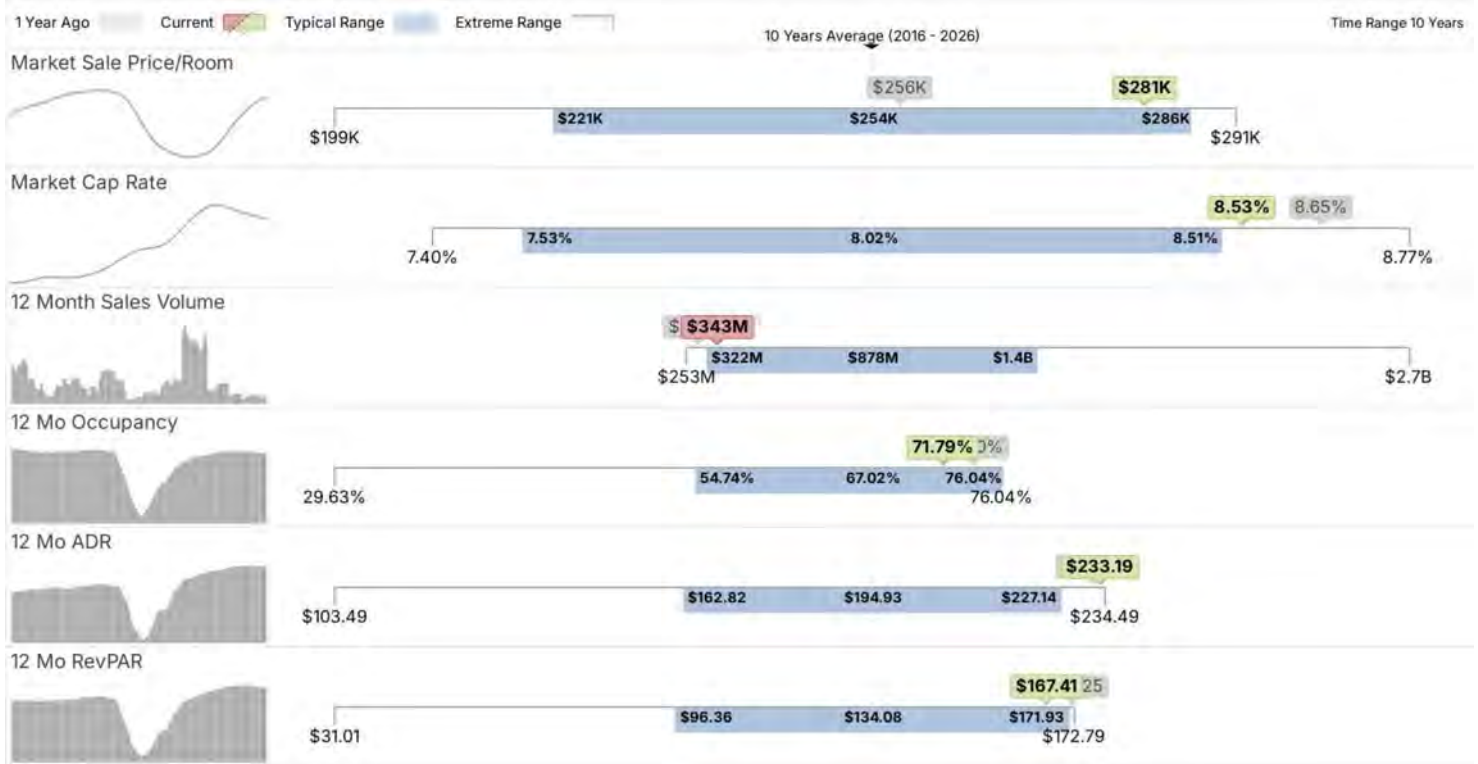 1 Year Ago Current Typical Range Extreme Range
10 Years Average (2016 - 2026)
Time Range 10 Years
Market Sale Price/Room
$256K $281K
$221K $254K $286K
$199K $291K
Market Cap Rate
8.53% 8.65%
7.53% 8.02% 8.51%
7.40% 8.77%
12 Month Sales Volume
$ $343M
$322M $878M $1.4B
$253M $2.7B
12 Mo Occupancy
71.79% %
54.74% 67.02% 76.04%
29.63% 76.04%
12 Mo ADR
$233.19
$162.82 $194.93 $227.14
$103.49 $234.49
12 Mo RevPAR
$167.41 25
$96.36 $134.08 $171.93
$31.01 $172.79